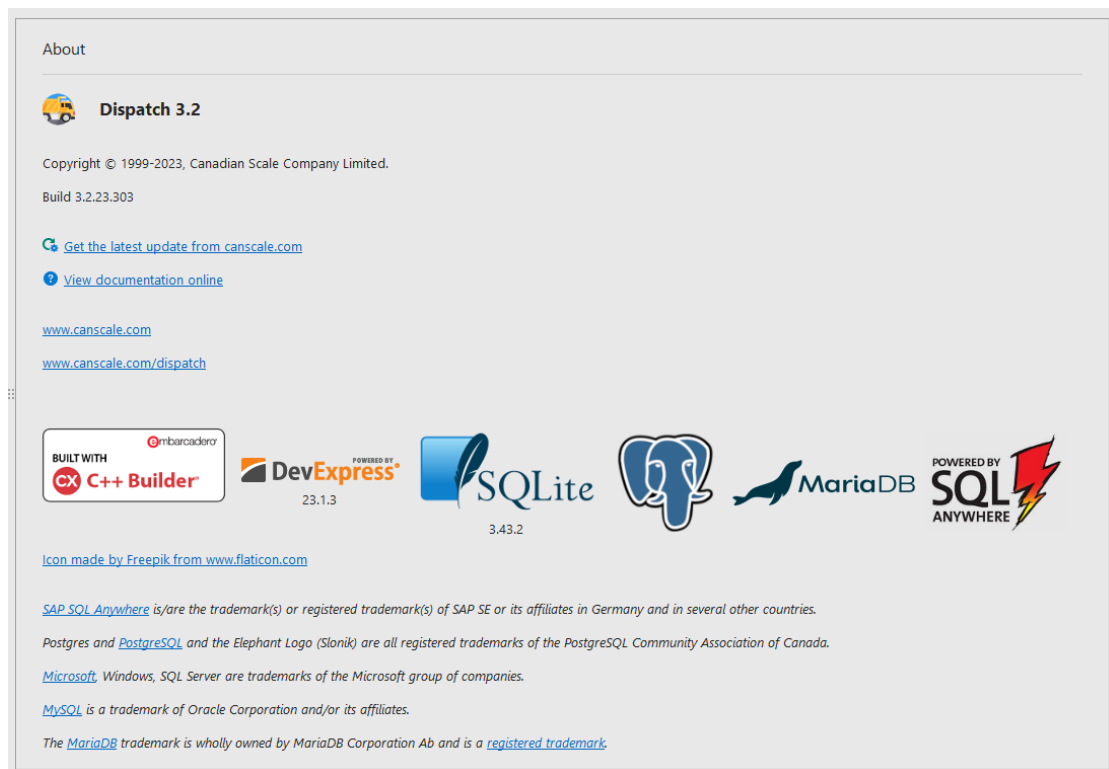 About
Dispatch 3.2
Copyright © 1999-2023, Canadian Scale Company Limited.
Build 3.2.23.303
Get the latest update from canscale.com
View documentation online
www.canscale.com
www.canscale.com/dispatch
embarcadero
BUILT WITH
CX C++ Builder
POWERED BY
DevExpress
23.1.3
SQLite
3.43.2
MariaDB
POWERED BY
SQL
ANYWHERE
Icon made by Freepik from www.flaticon.com
SAP SQL Anywhere is/are the trademark(s) or registered trademark(s) of SAP SE or its affiliates in Germany and in several other countries.
Postgres and PostgreSQL and the Elephant Logo (Slonik) are all registered trademarks of the PostgreSQL Community Association of Canada.
Microsoft, Windows, SQL Server are trademarks of the Microsoft group of companies.
MySQL is a trademark of Oracle Corporation and/or its affiliates.
The MariaDB trademark is wholly owned by MariaDB Corporation Ab and is a registered trademark.